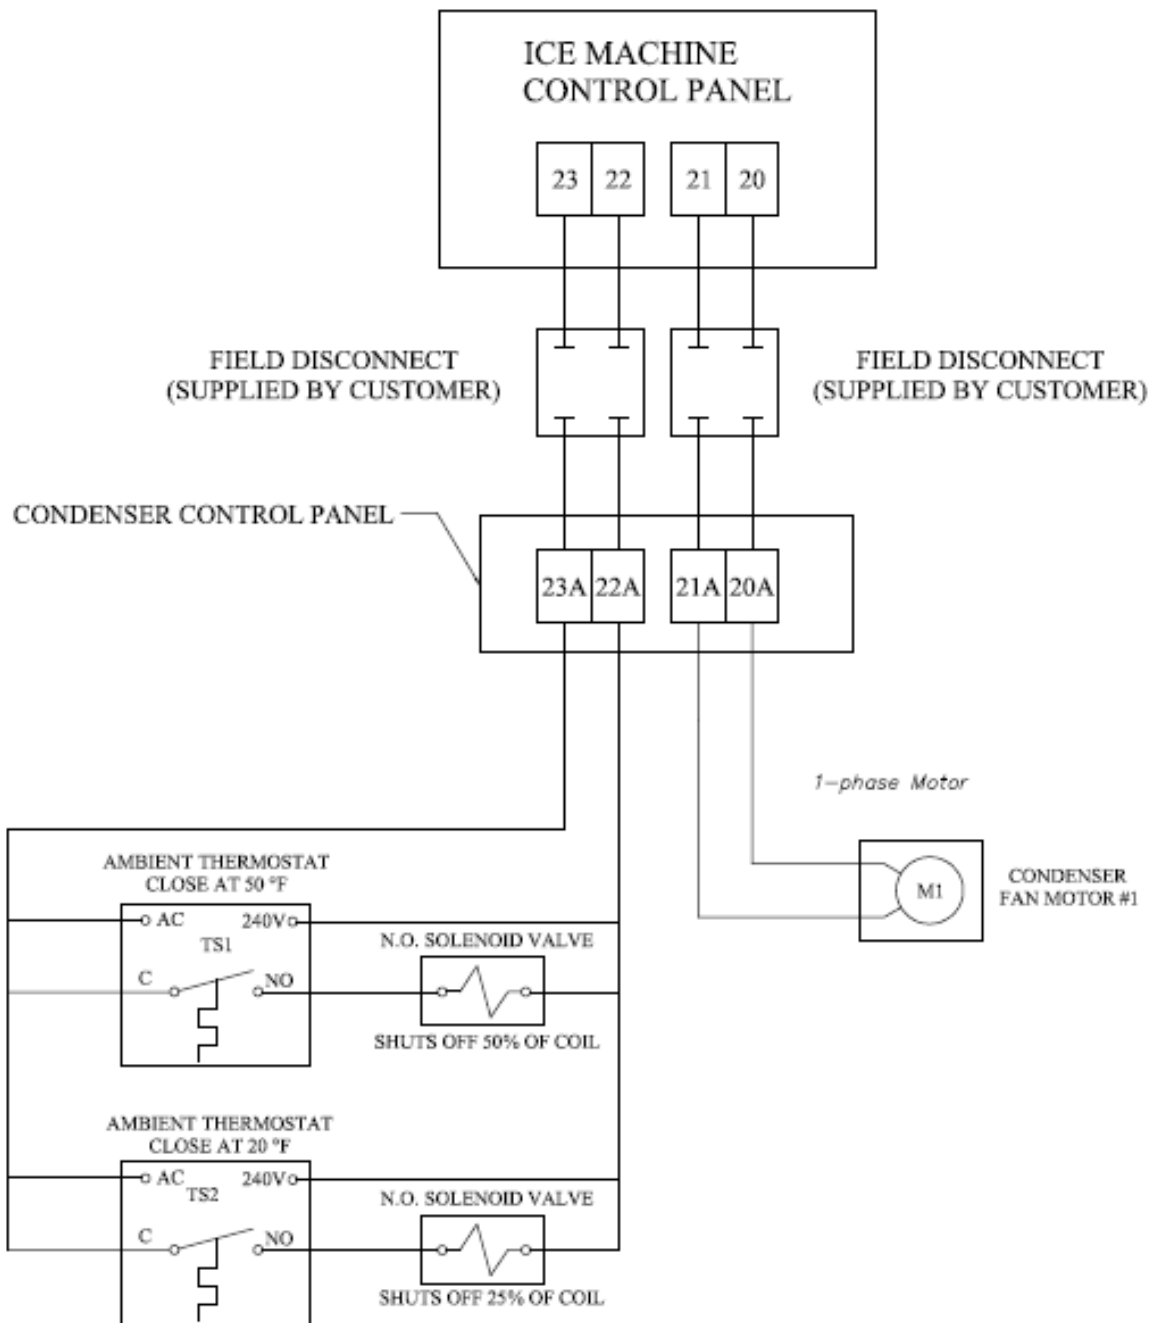 ICE MACHINE
CONTROL PANEL
23 22 21 20
FIELD DISCONNECT
(SUPPLIED BY CUSTOMER)
FIELD DISCONNECT
(SUPPLIED BY CUSTOMER)
CONDENSER CONTROL PANEL
23A 22A 21A 20A
1-phase Motor
M1
CONDENSER
FAN MOTOR #1
AMBIENT THERMOSTAT
CLOSE AT 50 °F
AC 240V
TS1
C NO
N.O. SOLENOID VALVE
SHUTS OFF 50% OF COIL
AMBIENT THERMOSTAT
CLOSE AT 20 °F
AC 240V
TS2
C NO
N.O. SOLENOID VALVE
SHUTS OFF 25% OF COIL